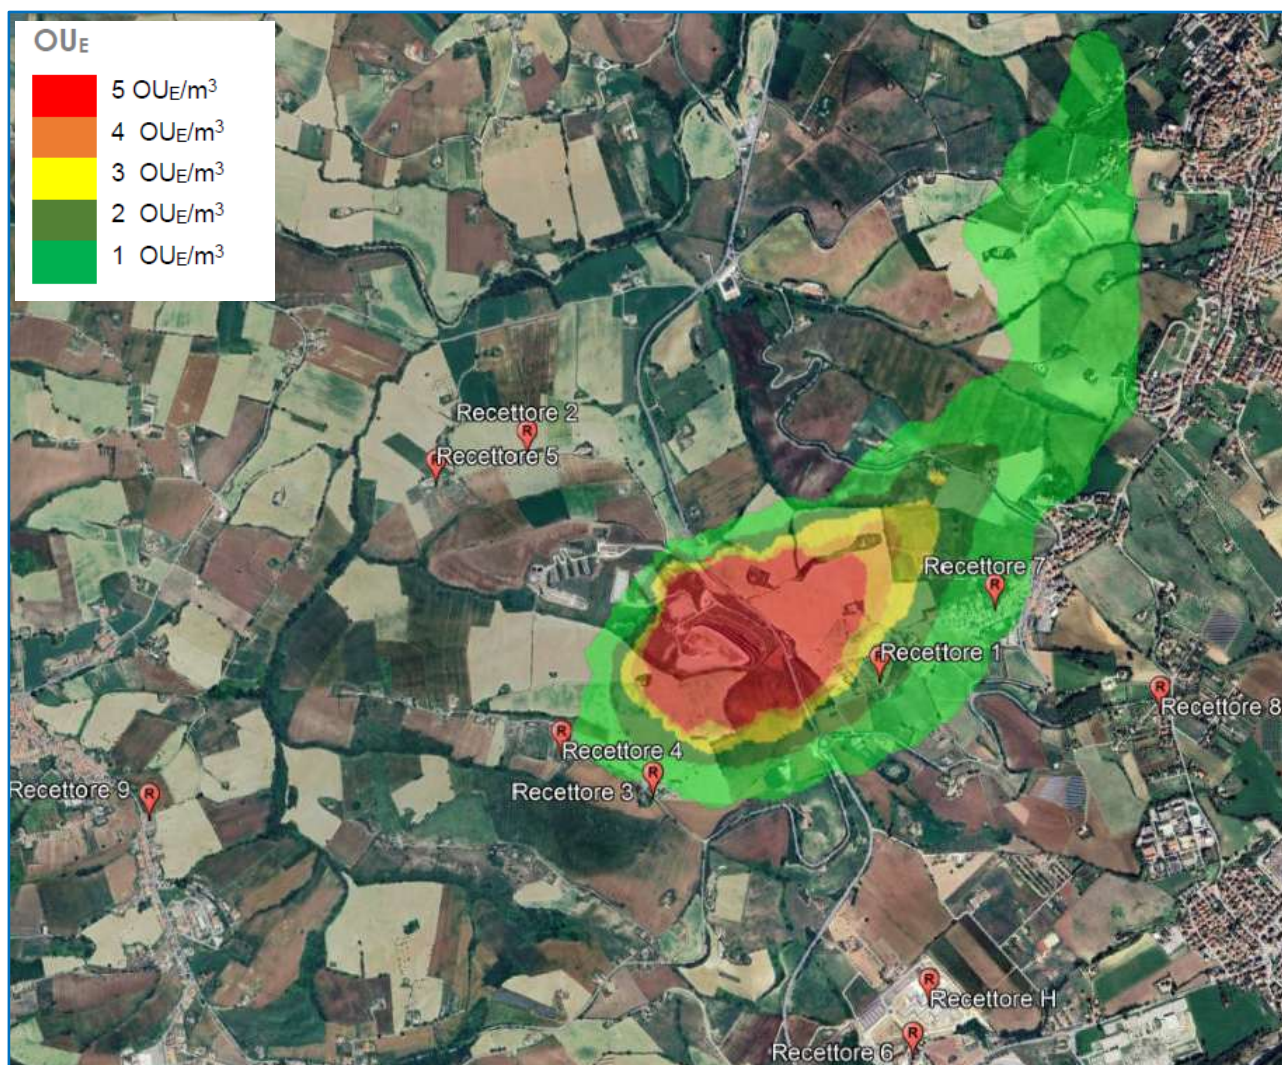 OUE
5 OUE/m³
4 OUE/m³
3 OUE/m³
2 OUE/m³
1 OUE/m³
Recettore 2
R
Recettore 5
Recettore 7
R
Recettore 1
R
Recettore 8
R
Recettore 4
R
Recettore 3
Recettore 9
R
R
Recettore H
R
Recettore 6